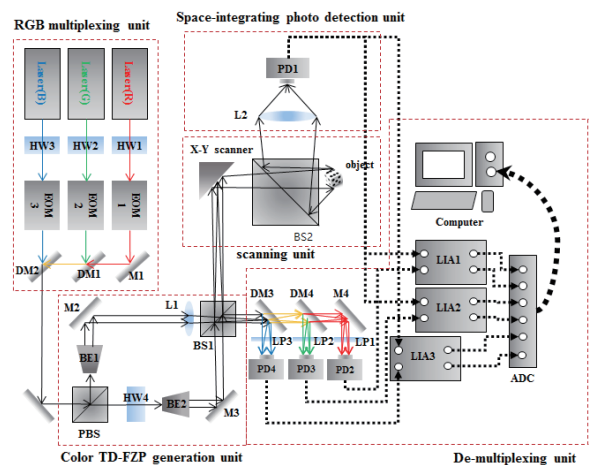 Space-integrating photo detection unit
RGB multiplexing unit
Laser(B)
Laser(G)
Laser(R)
PD1
L2
HW3
HW2
HW1
X-Y scanner
object
EOM 3
EOM 2
EOM 1
BS2
Computer
DM2
DM1
M1
scanning unit
LIA1
M2
L1
DM3
DM4
M4
LIA2
BS1
BE1
LP3
LP2
LP1
LIA3
PD4
PD3
PD2
ADC
HW4
BE2
M3
PBS
Color TD-FZP generation unit
De-multiplexing unit